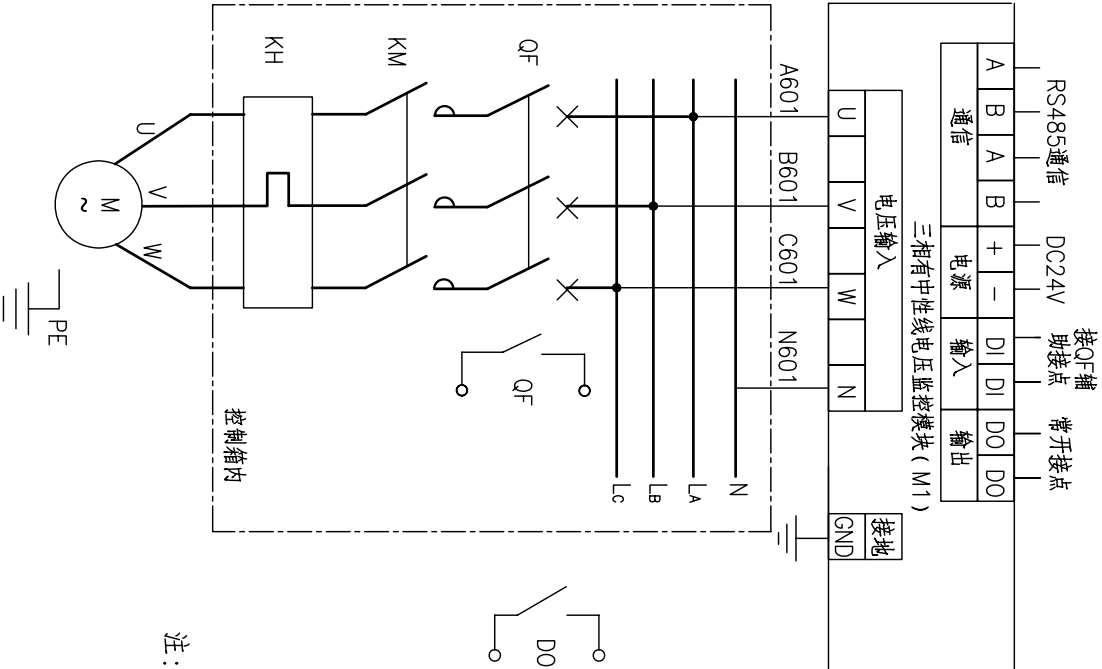 RS485通信
DC24V
接QF辅
助接点
常开接点
A
B
A
B
+
−
DI
DI
DO
DO
通信
电源
输入
输出
三相有中性线电压监控模块(M1)
电压输入
U
V
W
N
接地
GND
A601
B601
C601
N601
N
LA
LB
LC
QF
QF
KM
KH
控制箱内
U
V
W
M
~
PE
DO
注: